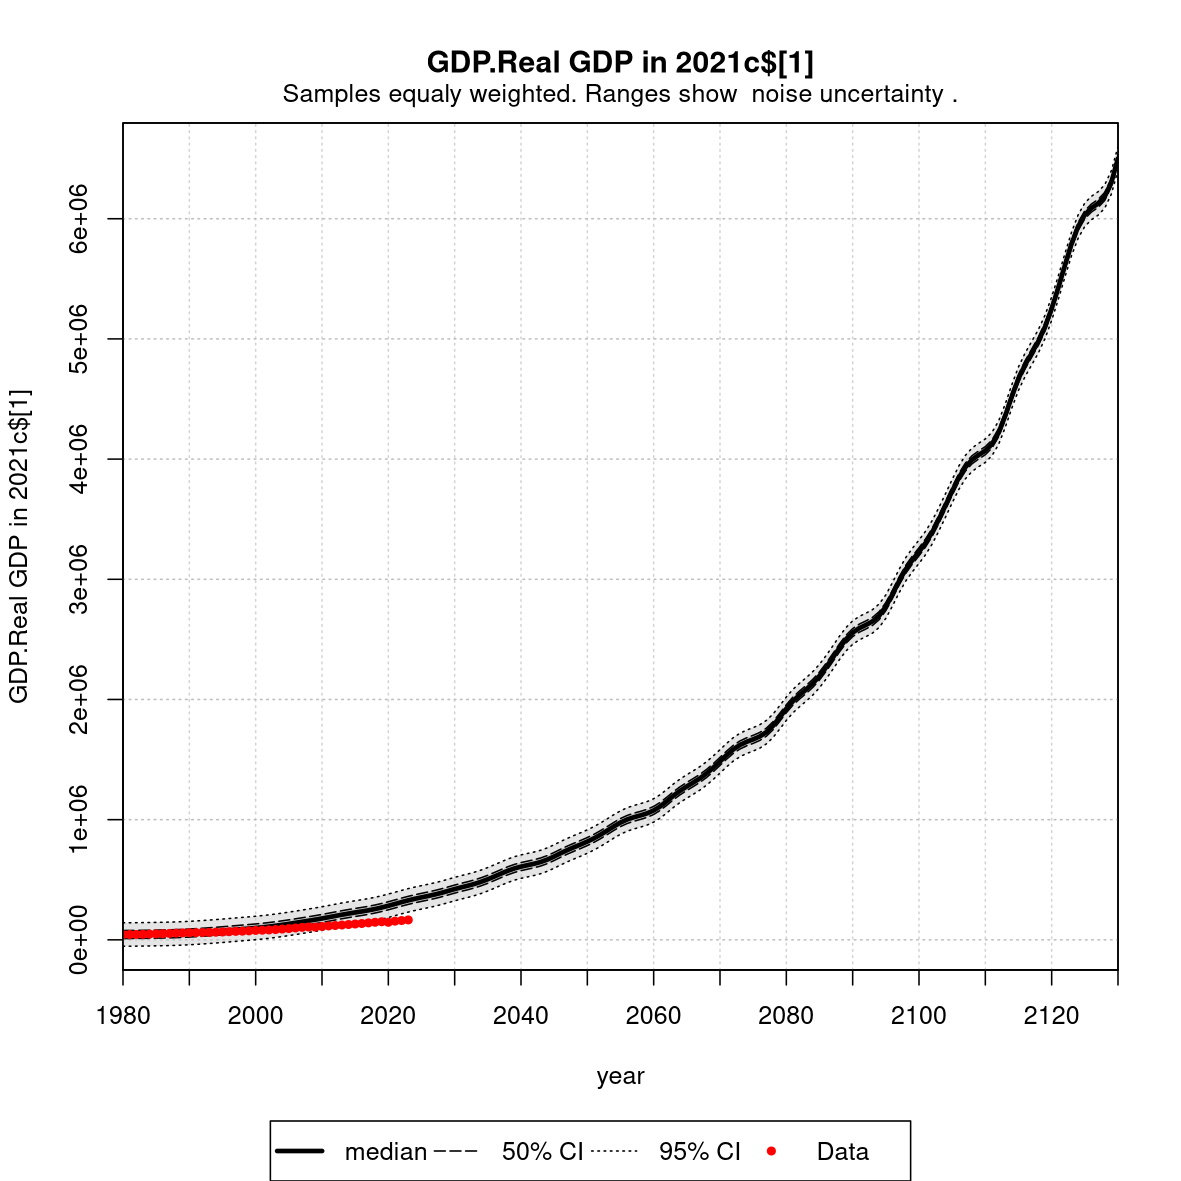 GDP.Real GDP in 2021c$[1]
Samples equaly weighted. Ranges show  noise uncertainty .
GDP.Real GDP in 2021c$[1]
6e+06
5e+06
4e+06
3e+06
2e+06
1e+06
0e+00
1980 2000 2020 2040 2060 2080 2100 2120
year
median 50% CI 95% CI Data